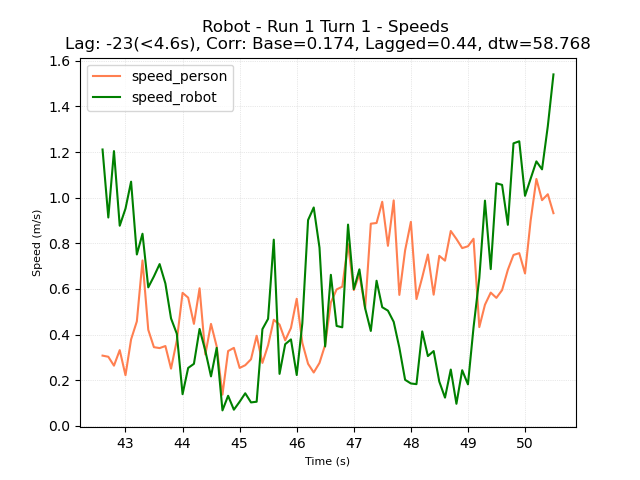 Robot - Run 1 Turn 1 - Speeds
Lag: -23(<4.6s), Corr: Base=0.174, Lagged=0.44, dtw=58.768
speed_person
speed_robot
1.6
1.4
1.2
1.0
0.8
0.6
0.4
0.2
0.0
Speed (m/s)
43 44 45 46 47 48 49 50
Time (s)